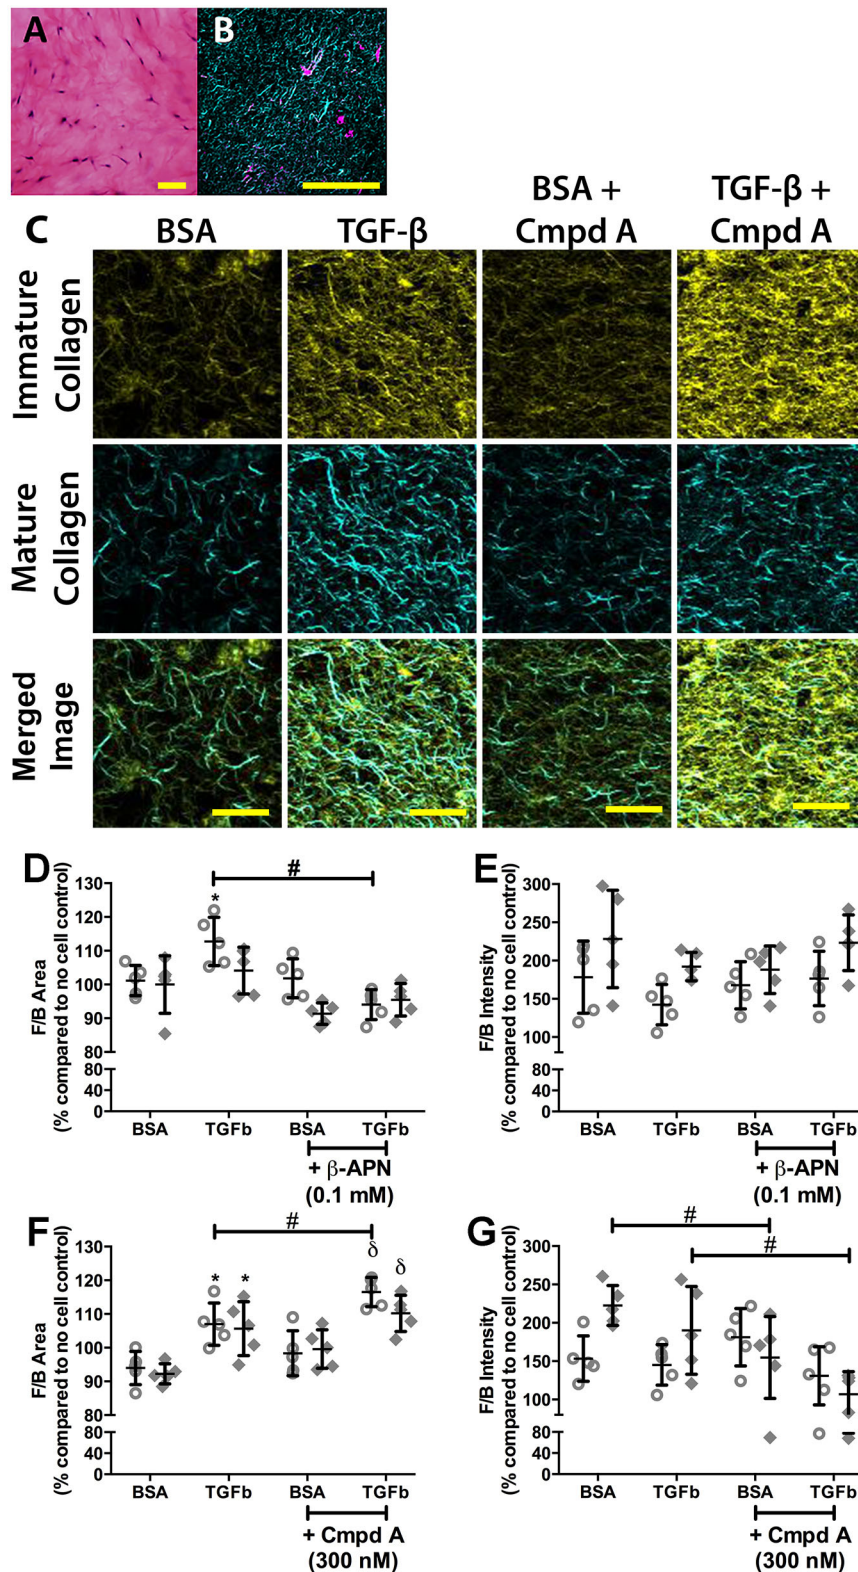 A
B
C
BSA
TGF-β
BSA +
Cmpd A
TGF-β +
Cmpd A
Immature
Collagen
Mature
Collagen
Merged
Image
D
F/B Area
(% compared to no cell control)
130
120
110
100
90
80
80
40
0
#
*
BSA
TGFb
BSA
TGFb
+ β-APN
(0.1 mM)
E
F/B Intensity
(% compared to no cell control)
300
250
200
150
100
80
40
0
BSA
TGFb
BSA
TGFb
+ β-APN
(0.1 mM)
F
F/B Area
(% compared to no cell control)
130
120
110
100
90
80
80
40
0
#
* *
δ
δ
BSA
TGFb
BSA
TGFb
+ Cmpd A
(300 nM)
G
F/B Intensity
(% compared to no cell control)
300
250
200
150
100
80
40
0
#
#
BSA
TGFb
BSA
TGFb
+ Cmpd A
(300 nM)